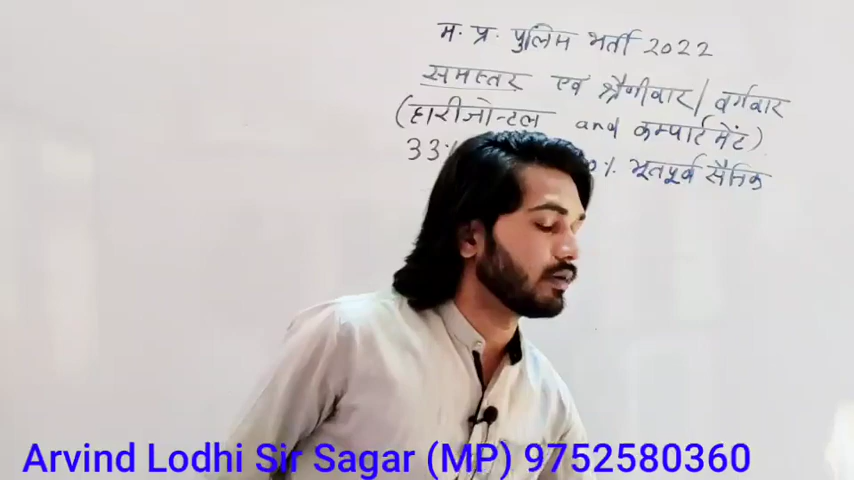 म. प्र. पुलिस भर्ती 2022
समस्तर एवं श्रेणीवार/ वर्गवार
(हारीजोन्टल and कम्पार्टमेंट)
33% 0% भूतपूर्व सैनिक
Arvind Lodhi Sir Sagar (MP) 9752580360